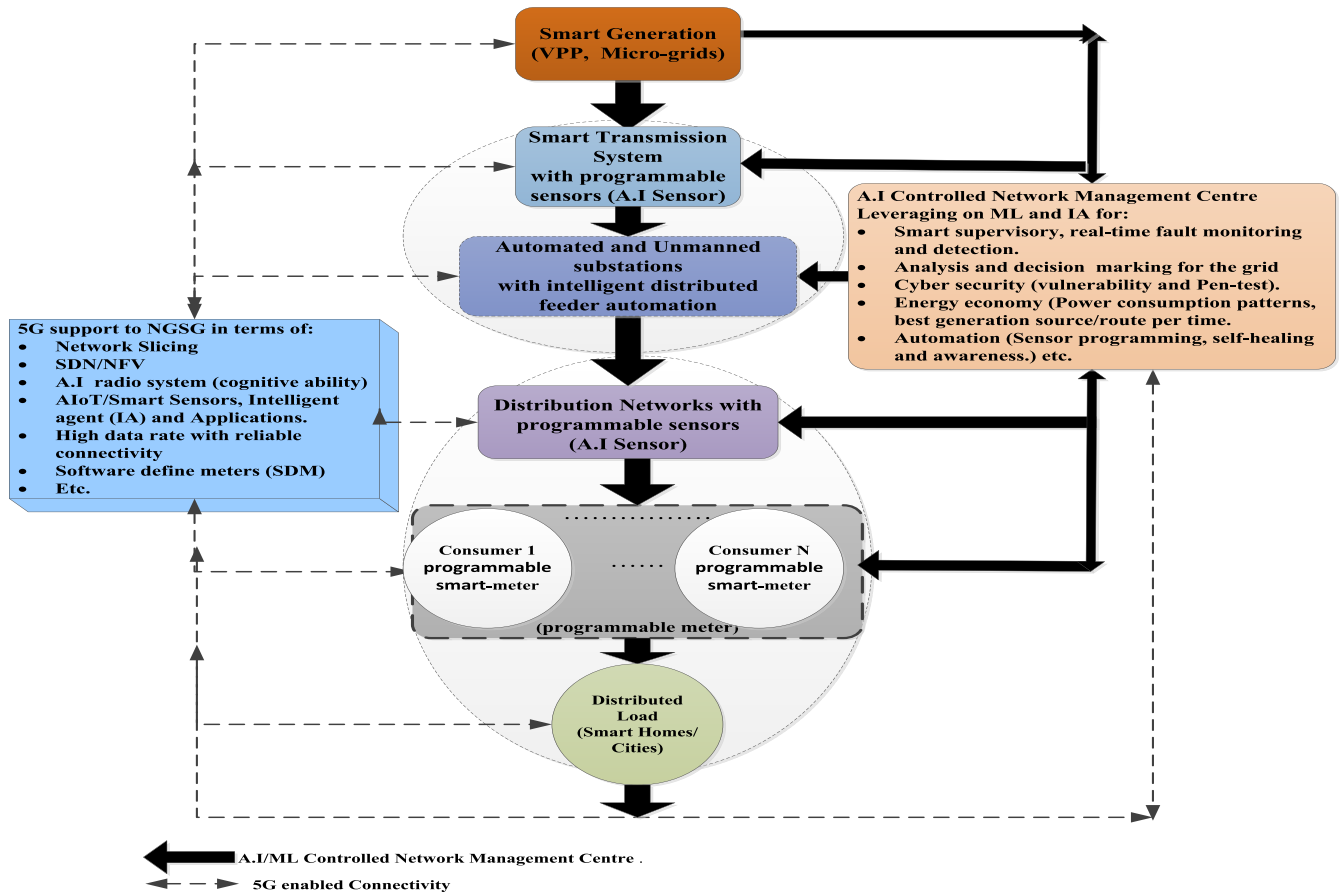 Smart Generation
(VPP,  Micro-grids)
Smart Transmission
System
with programmable
sensors (A.I Sensor)
Automated and Unmanned
substations
with intelligent distributed
feeder automation
A.I Controlled Network Management Centre
Leveraging on ML and IA for:
• Smart supervisory, real-time fault monitoring
and detection.
• Analysis and decision  marking for the grid
• Cyber security (vulnerability and Pen-test).
• Energy economy (Power consumption patterns,
best generation source/route per time.
• Automation (Sensor programming, self-healing
and awareness.) etc.
5G support to NGSG in terms of:
• Network Slicing
• SDN/NFV
• A.I  radio system (cognitive ability)
• AIoT/Smart Sensors, Intelligent
agent (IA) and Applications.
• High data rate with reliable
connectivity
• Software define meters (SDM)
• Etc.
Distribution Networks with
programmable sensors
(A.I Sensor)
Consumer 1
programmable
smart-meter
Consumer N
programmable
smart-meter
(programmable meter)
Distributed
Load
(Smart Homes/
Cities)
A.I/ML Controlled Network Management Centre .
5G enabled Connectivity